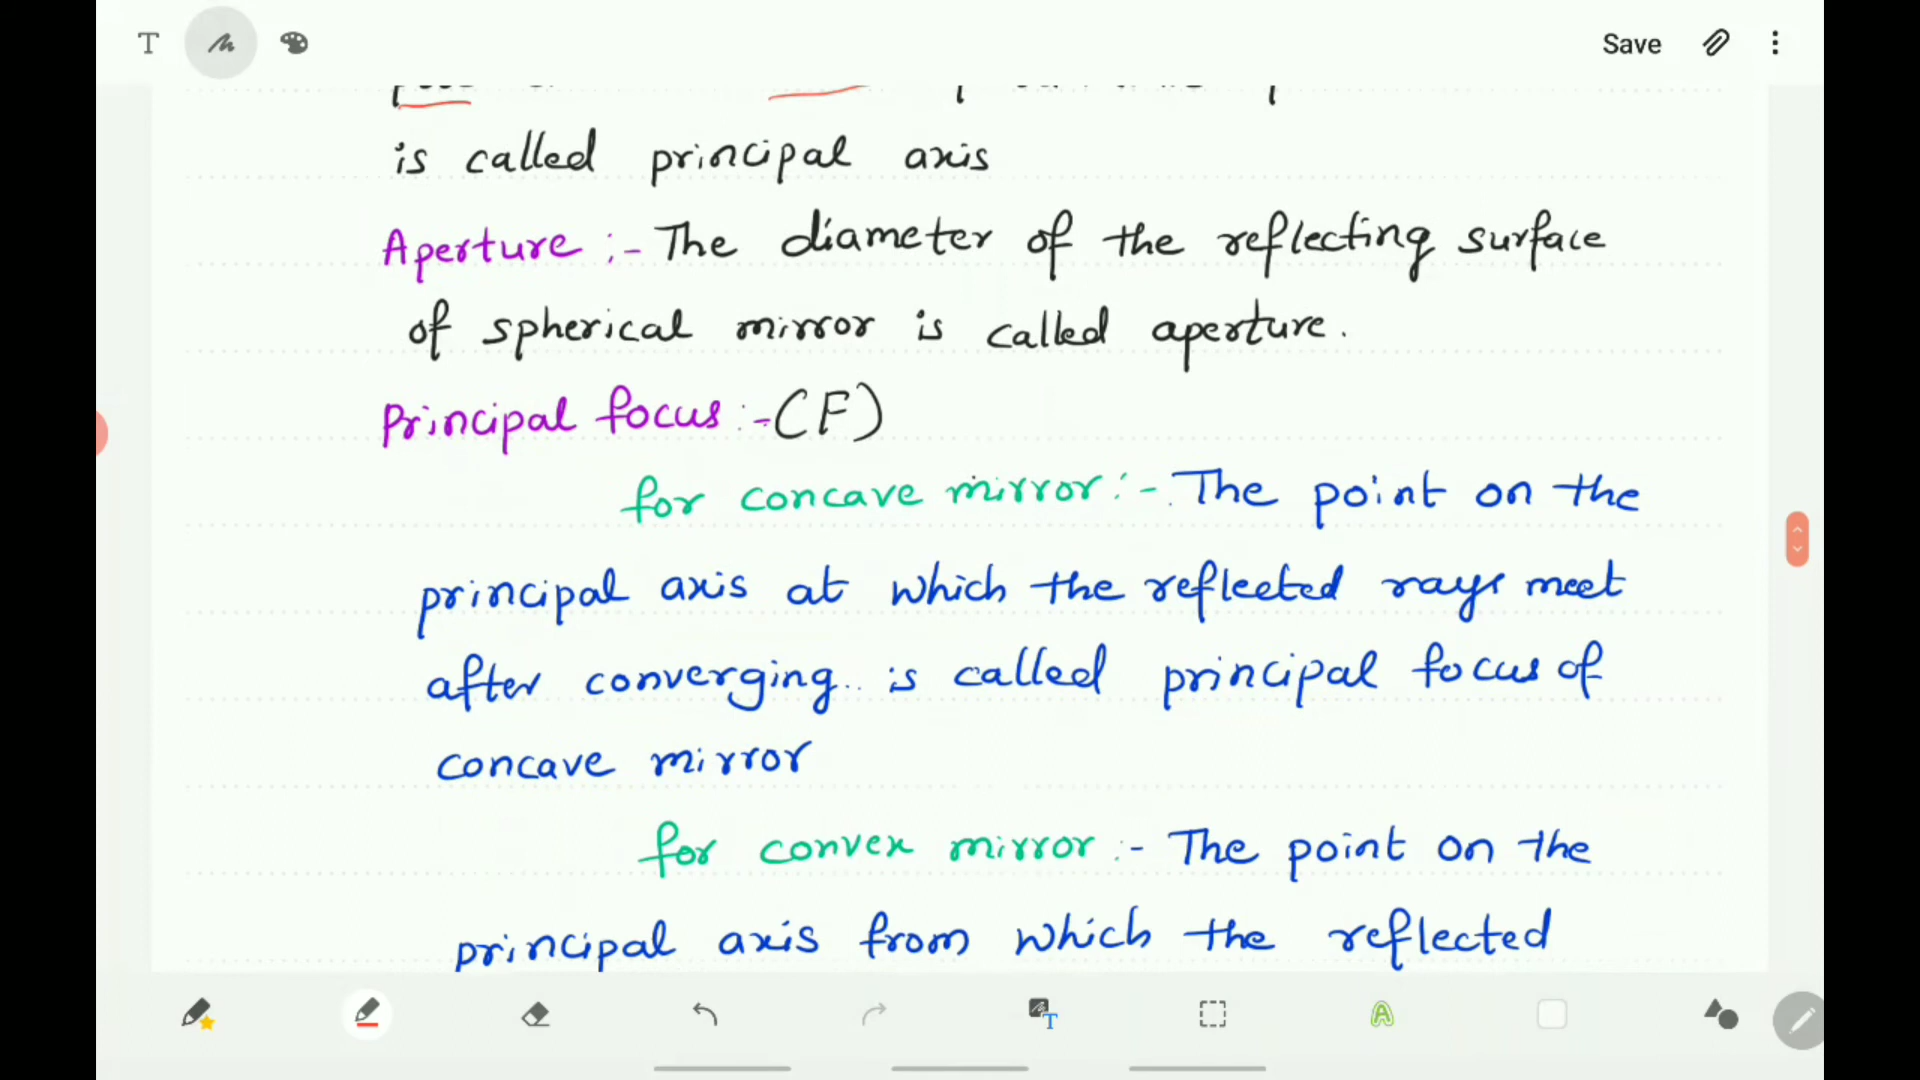 Save
is called principal axis
Aperture :- The diameter of the reflecting surface
of spherical mirror is called aperture.
Principal focus :- (F)
for concave mirror :- The point on the
principal axis at which the reflected rays meet
after converging.. is called principal focus of
concave mirror
for convex mirror :- The point on the
principal axis from which the reflected